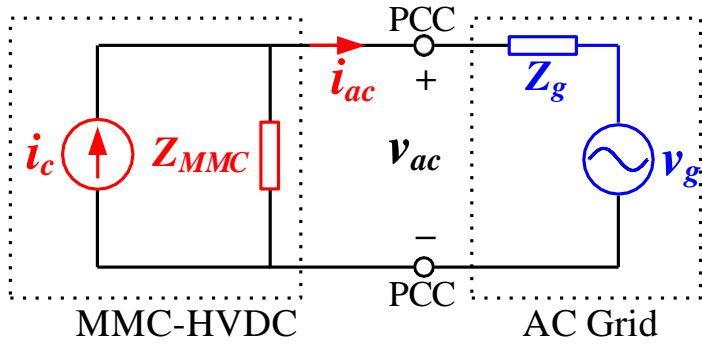 PCC
i_ac
+
Z_g
i_c
Z_MMC
v_ac
v_g
−
PCC
MMC-HVDC
AC Grid